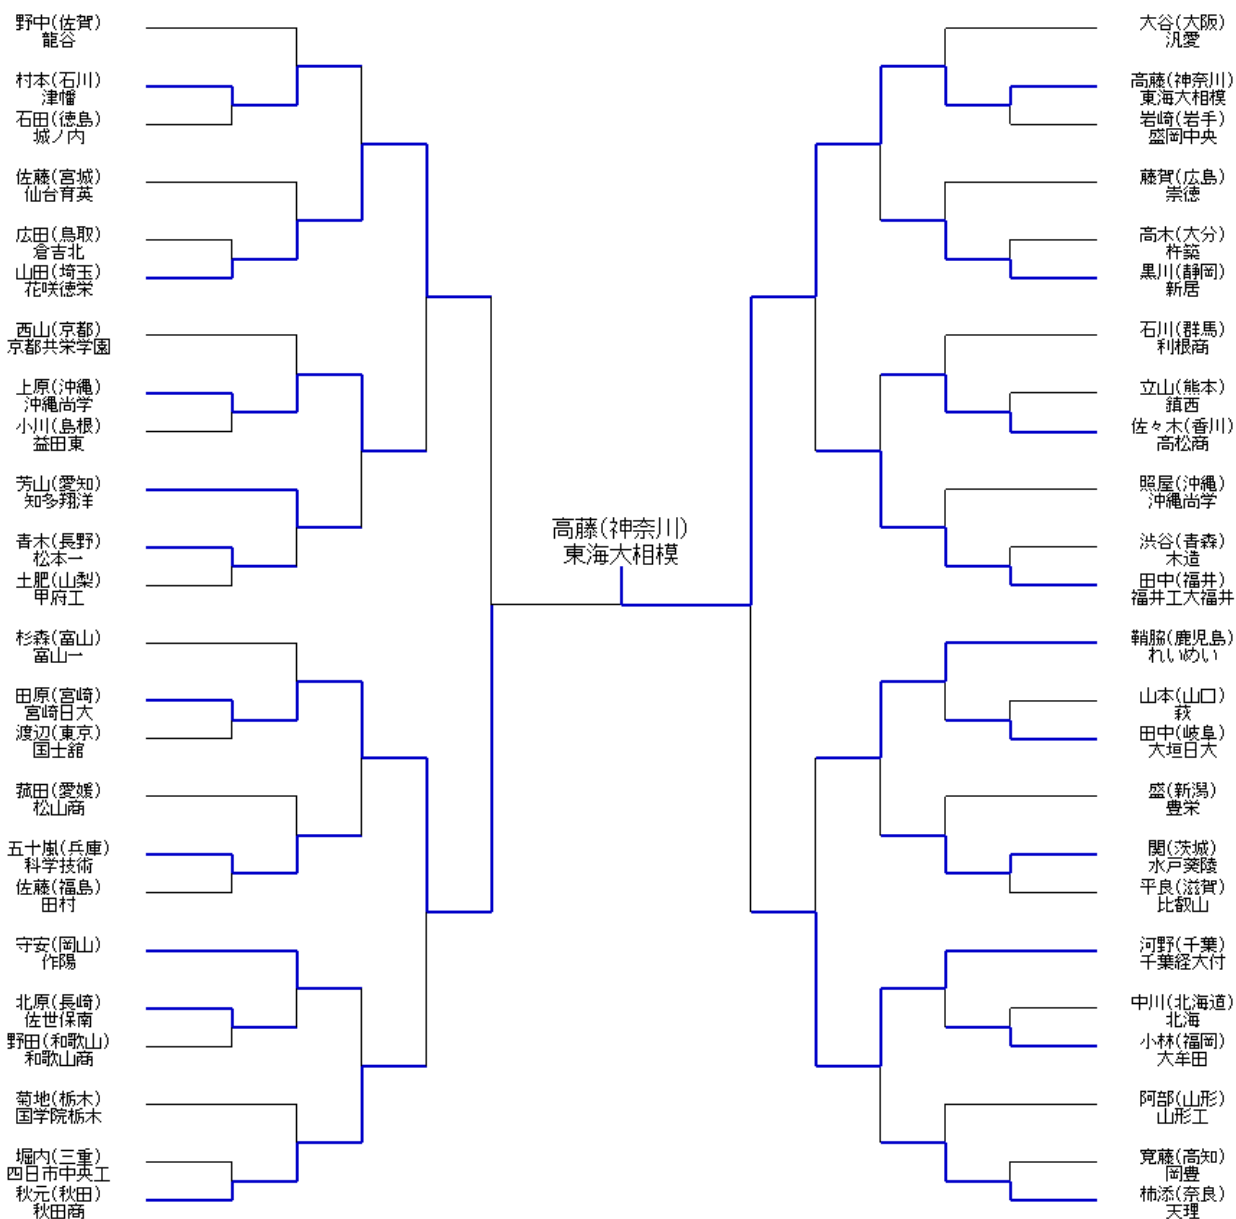 野中(佐賀)
龍谷
村本(石川)
津幡
石田(徳島)
城ノ内
佐藤(宮城)
仙台育英
広田(鳥取)
倉吉北
山田(埼玉)
花咲徳栄
西山(京都)
京都共栄学園
上原(沖縄)
沖縄尚学
小川(島根)
益田東
芳山(愛知)
知多翔洋
青木(長野)
松本一
土肥(山梨)
甲府工
杉森(富山)
富山一
田原(宮崎)
宮崎日大
渡辺(東京)
国士舘
菰田(愛媛)
松山商
五十嵐(兵庫)
科学技術
佐藤(福島)
田村
守安(岡山)
作陽
北原(長崎)
佐世保南
野田(和歌山)
和歌山商
菊地(栃木)
国学院栃木
堀内(三重)
四日市中央工
秋元(秋田)
秋田商
高藤(神奈川)
東海大相模
大谷(大阪)
汎愛
高藤(神奈川)
東海大相模
岩崎(岩手)
盛岡中央
藤賀(広島)
崇徳
高木(大分)
杵築
黒川(静岡)
新居
石川(群馬)
利根商
立山(熊本)
鎮西
佐々木(香川)
高松商
照屋(沖縄)
沖縄尚学
渋谷(青森)
木造
田中(福井)
福井工大福井
鞘脇(鹿児島)
れいめい
山本(山口)
萩
田中(岐阜)
大垣日大
盛(新潟)
豊栄
関(茨城)
水戸葵陵
平良(滋賀)
比叡山
河野(千葉)
千葉経大付
中川(北海道)
北海
小林(福岡)
大牟田
阿部(山形)
山形工
寛藤(高知)
岡豊
柿添(奈良)
天理